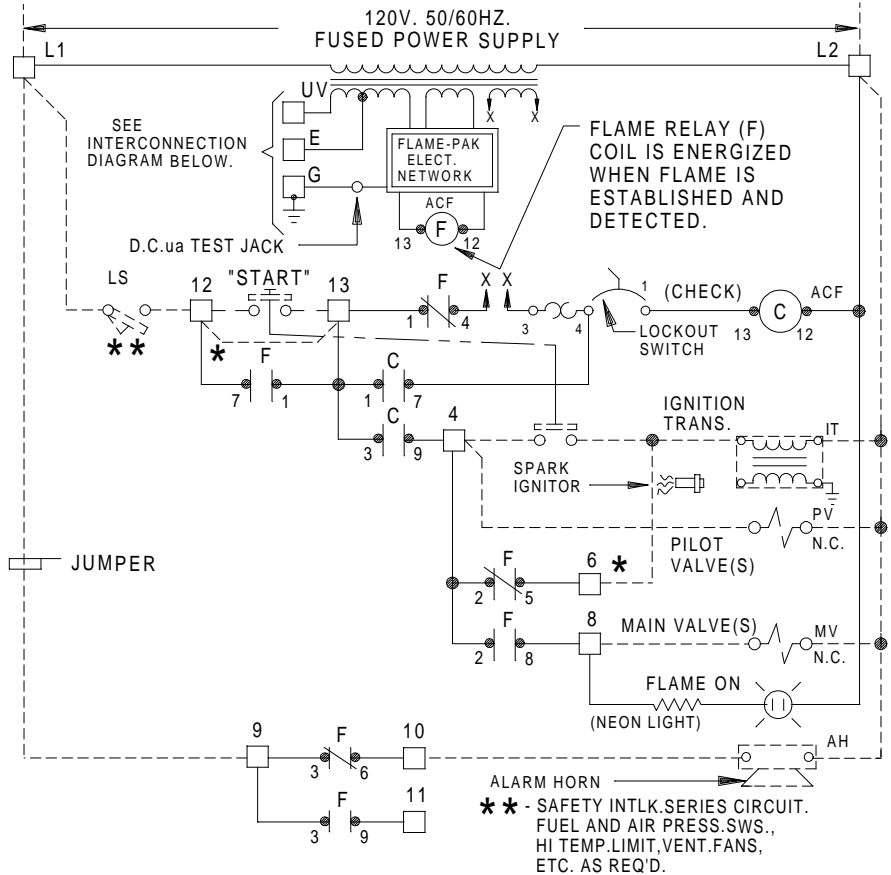 120V. 50/60HZ.
FUSED POWER SUPPLY
L1
L2
UV
X X
SEE
INTERCONNECTION
DIAGRAM BELOW.
E
FLAME-PAK
ELECT.
NETWORK
G
FLAME RELAY (F)
COIL IS ENERGIZED
WHEN FLAME IS
ESTABLISHED AND
DETECTED.
ACF
13 F 12
D.C.ua TEST JACK
LS
12 "START" 13
F
X X
1 4
3 4
1
(CHECK)
C
ACF
13 12
LOCKOUT
SWITCH
** *
F
7 1
C
1 7
C
3 9
4
IGNITION
TRANS.
IT
SPARK
IGNITOR
PV
N.C.
PILOT
VALVE(S)
JUMPER
F
2 5
6 *
F
2 8
8
MAIN VALVE(S)
MV
N.C.
FLAME ON
(NEON LIGHT)
9
F
3 6
10
AH
F
3 9
11
ALARM HORN
** - SAFETY INTLK.SERIES CIRCUIT.
FUEL AND AIR PRESS.SWS.,
HI TEMP.LIMIT,VENT.FANS,
ETC. AS REQ'D.